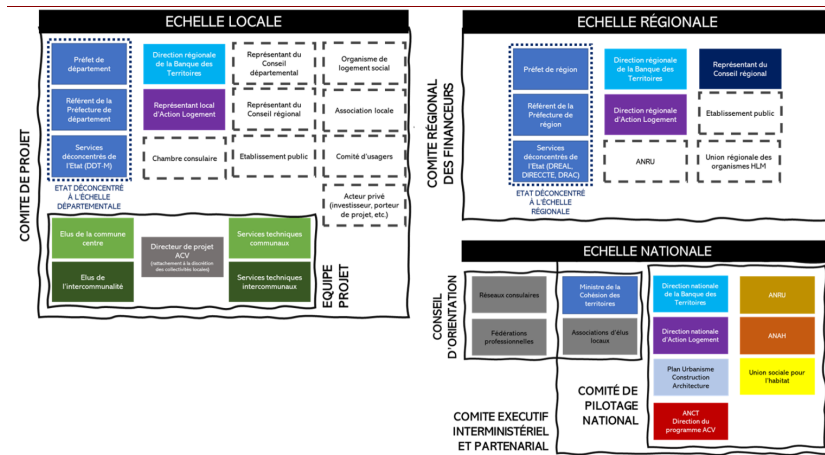 ECHELLE LOCALE
COMITE DE PROJET
Préfet de
département
Direction régionale
de la Banque des
Territoires
Représentant du
Conseil
départemental
Organisme de
logement social
Référent de la
Préfecture de
département
Représentant local
d'Action Logement
Représentant du
Conseil régional
Association locale
Services
déconcentrés de
l'Etat (DDT-M)
Chambre consulaire
Etablissement public
Comité d'usagers
ETAT DÉCONCENTRÉ
À L'ÉCHELLE
DÉPARTEMENTALE
Acteur privé
(investisseur, porteur
de projet, etc.)
Elus de la commune
centre
Directeur de projet
ACV
(rattachement à la discrétion
des collectivités locales)
Services techniques
communaux
Elus de
l'intercommunalité
Services techniques
intercommunaux
EQUIPE
PROJET
ECHELLE RÉGIONALE
COMITE RÉGIONAL
DES FINANCEURS
Préfet de région
Direction régionale
de la Banque des
Territoires
Représentant du
Conseil régional
Référent de la
Préfecture de
région
Direction régionale
d'Action Logement
Etablissement public
Services
déconcentrés de
l'Etat (DREAL,
DIRECCTE, DRAC)
ANRU
Union régionale des
organismes HLM
ETAT DÉCONCENTRÉ
À L'ÉCHELLE
RÉGIONALE
ECHELLE NATIONALE
CONSEIL
D'ORIENTATION
Réseaux consulaires
Ministre de la
Cohésion des
territoires
Direction nationale
de la Banque des
Territoires
ANRU
Fédérations
professionnelles
Associations d'élus
locaux
Direction nationale
d'Action Logement
ANAH
Plan Urbanisme
Construction
Architecture
Union sociale pour
l'habitat
ANCT
Direction du
programme ACV
COMITÉ DE
PILOTAGE
NATIONAL
COMITE EXECUTIF
INTERMINISTÉRIEL
ET PARTENARIAL